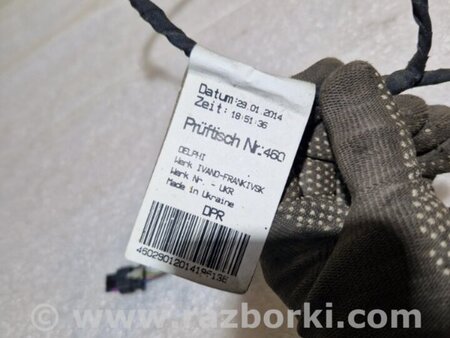 Datum:29.01.2014
Zeit:18:51:36
Prüftisch Nr.460
DELPHI
Werk IVANO-FRANKIVSK
Werk Nr. - UKR
Made in Ukraine
DPR
© www.razborki.com